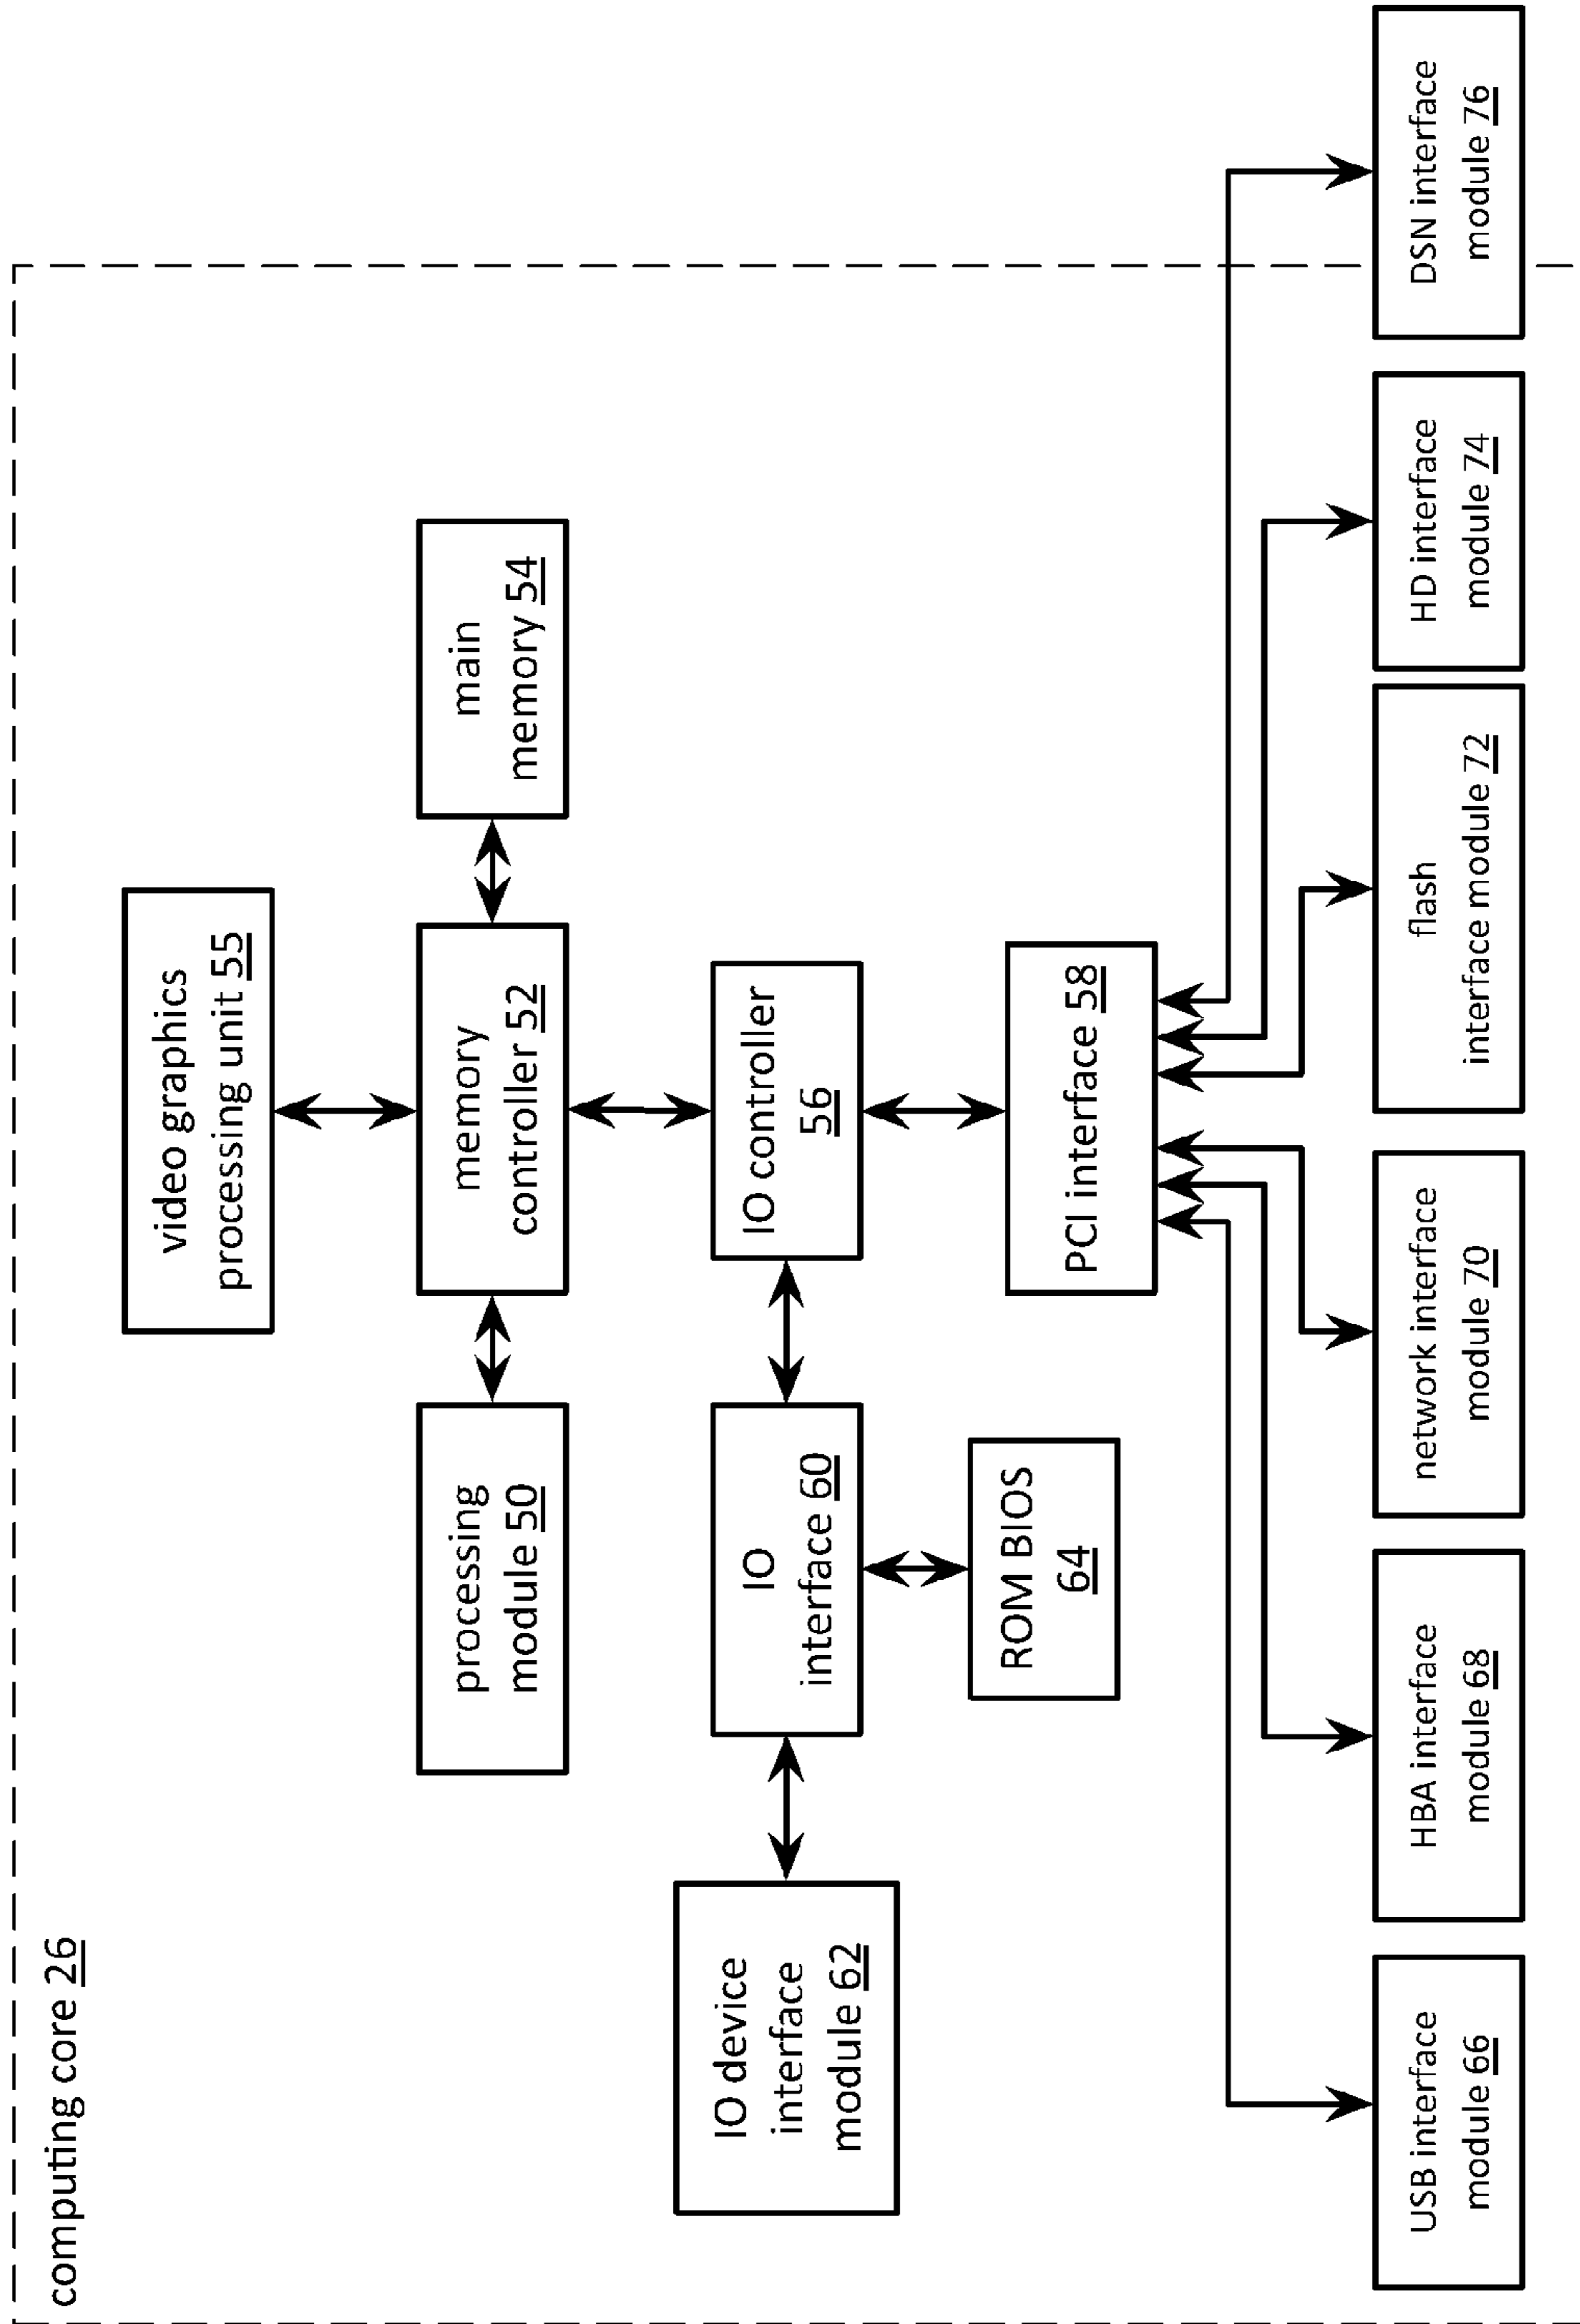 computing core 26
video graphics
processing unit 55
processing
module 50
memory
controller 52
main
memory 54
IO device
interface
module 62
IO
interface 60
IO controller
56
ROM BIOS
64
PCI interface 58
USB interface
module 66
HBA interface
module 68
network interface
module 70
flash
interface module 72
HD interface
module 74
DSN interface
module 76